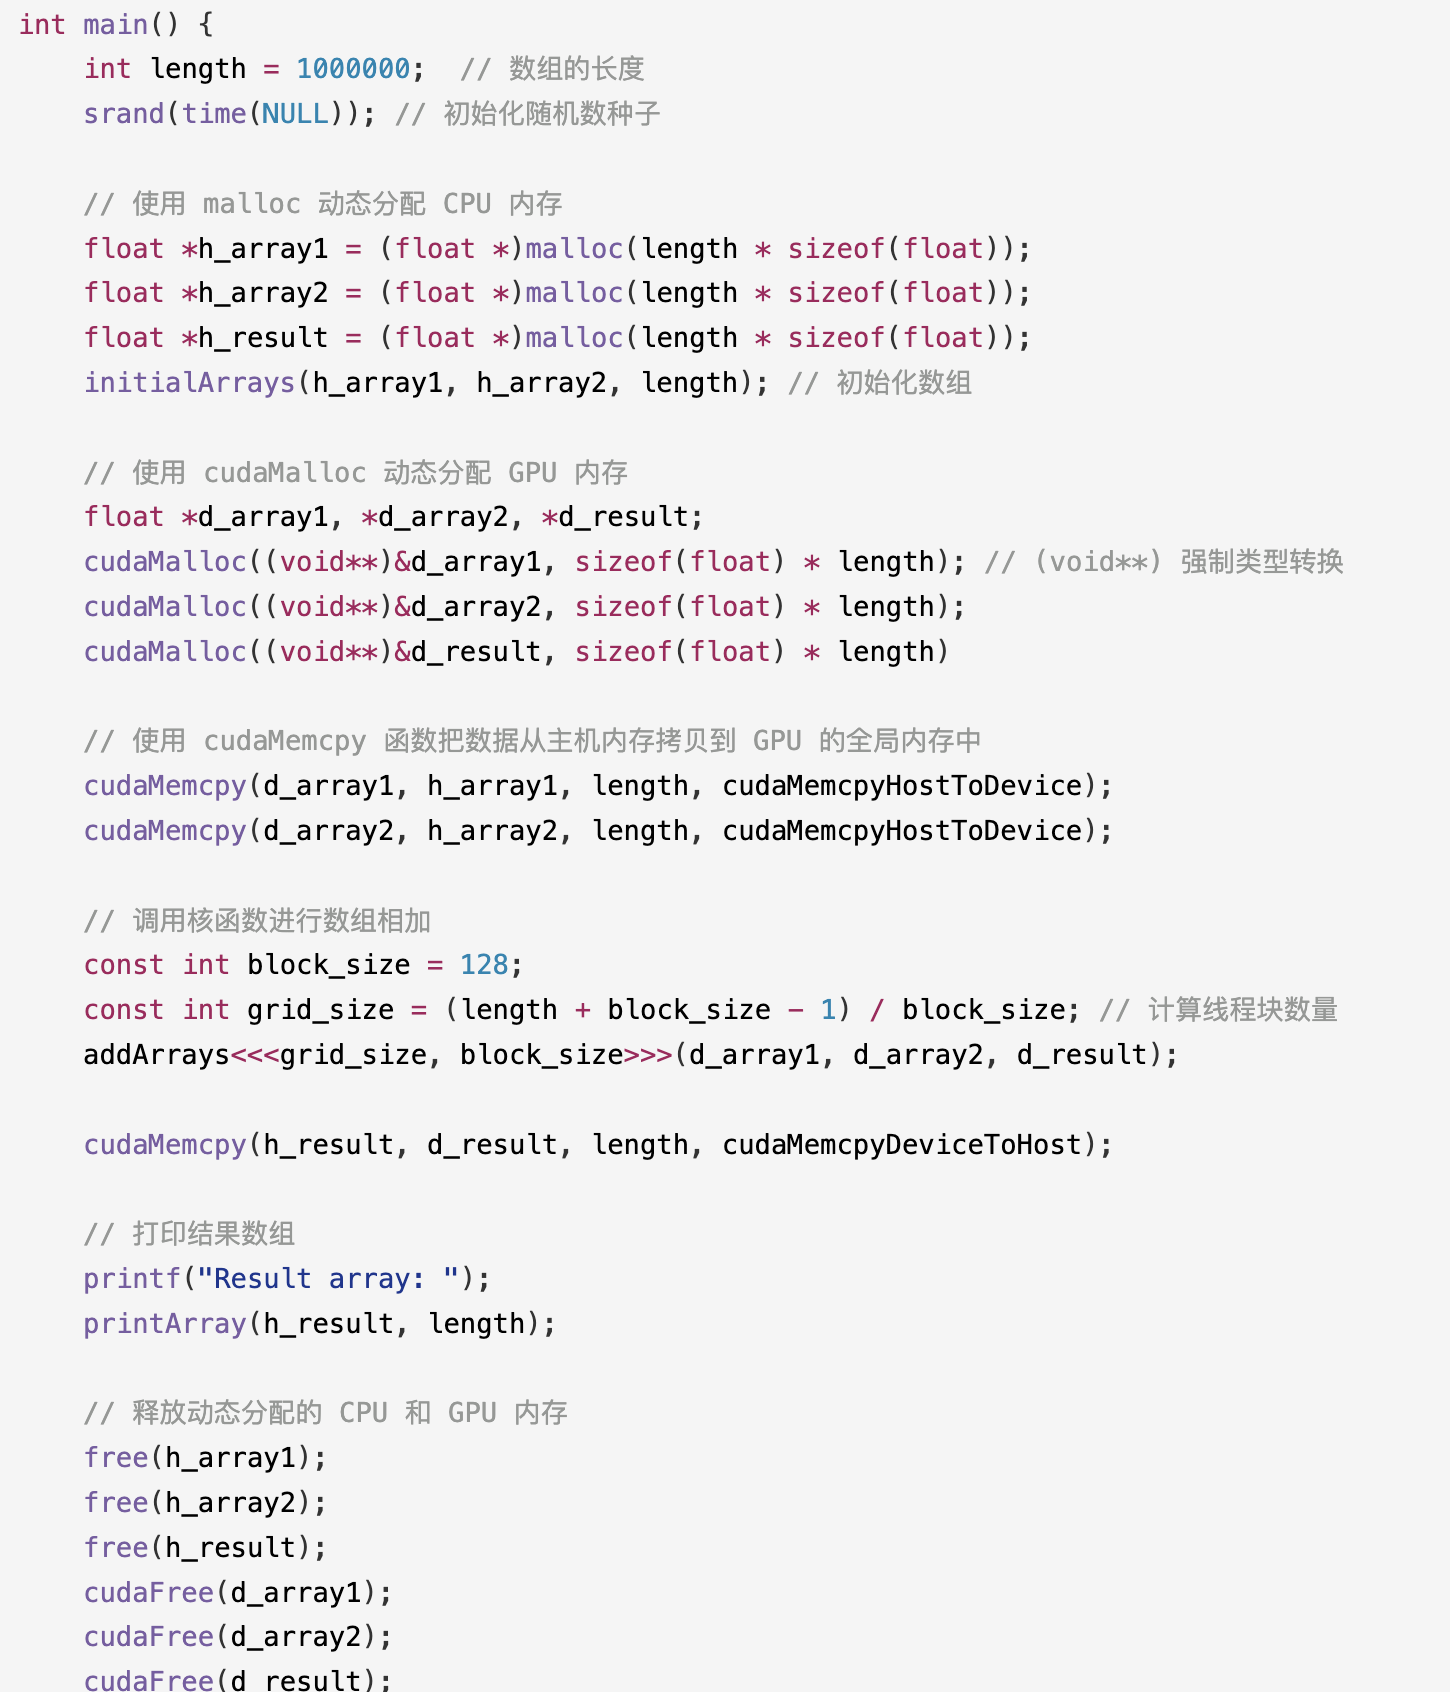 int main() {
    int length = 1000000;  // 数组的长度
    srand(time(NULL)); // 初始化随机数种子

    // 使用 malloc 动态分配 CPU 内存
    float *h_array1 = (float *)malloc(length * sizeof(float));
    float *h_array2 = (float *)malloc(length * sizeof(float));
    float *h_result = (float *)malloc(length * sizeof(float));
    initialArrays(h_array1, h_array2, length); // 初始化数组

    // 使用 cudaMalloc 动态分配 GPU 内存
    float *d_array1, *d_array2, *d_result;
    cudaMalloc((void**)&d_array1, sizeof(float) * length); // (void**) 强制类型转换
    cudaMalloc((void**)&d_array2, sizeof(float) * length);
    cudaMalloc((void**)&d_result, sizeof(float) * length)

    // 使用 cudaMemcpy 函数把数据从主机内存拷贝到 GPU 的全局内存中
    cudaMemcpy(d_array1, h_array1, length, cudaMemcpyHostToDevice);
    cudaMemcpy(d_array2, h_array2, length, cudaMemcpyHostToDevice);

    // 调用核函数进行数组相加
    const int block_size = 128;
    const int grid_size = (length + block_size - 1) / block_size; // 计算线程块数量
    addArrays<<<grid_size, block_size>>>(d_array1, d_array2, d_result);

    cudaMemcpy(h_result, d_result, length, cudaMemcpyDeviceToHost);

    // 打印结果数组
    printf("Result array: ");
    printArray(h_result, length);

    // 释放动态分配的 CPU 和 GPU 内存
    free(h_array1);
    free(h_array2);
    free(h_result);
    cudaFree(d_array1);
    cudaFree(d_array2);
    cudaFree(d_result);